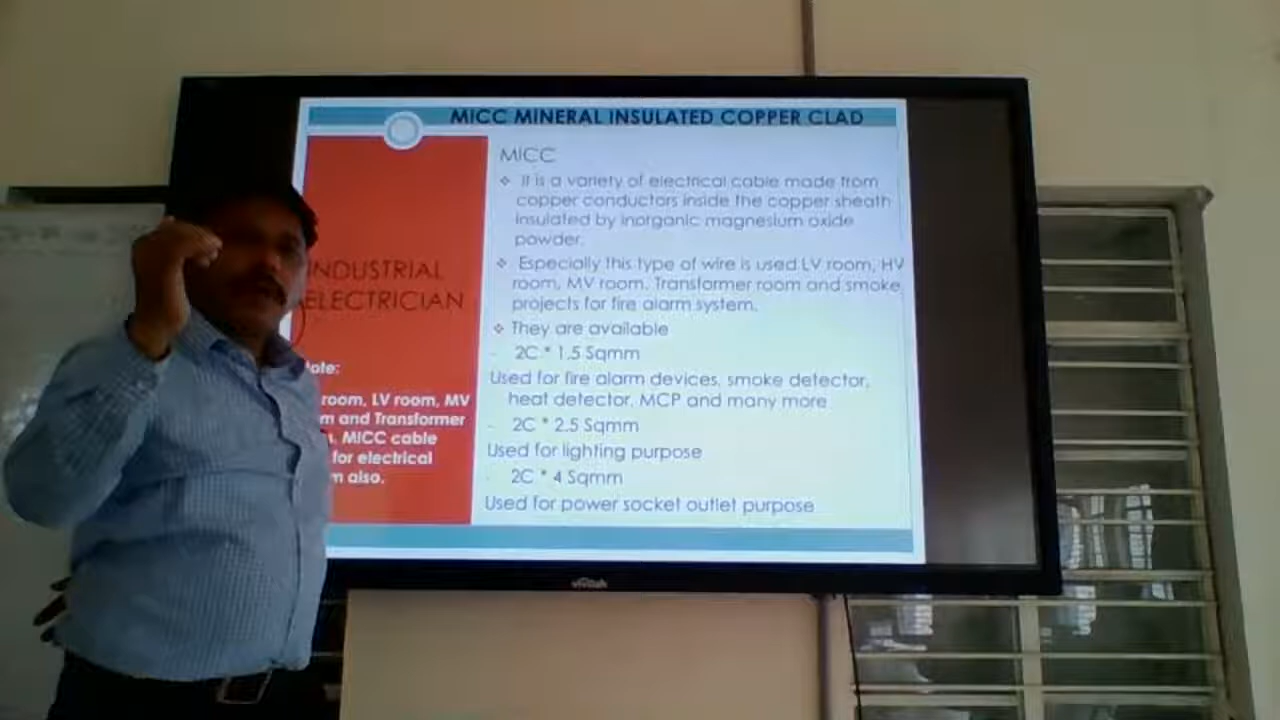 MICC MINERAL INSULATED COPPER CLAD
INDUSTRIAL
ELECTRICIAN
room, LV room, MV
and Transformer
MICC cable
for electrical
also.
MICC
It is a variety of electrical cable made from
copper conductors inside the copper sheath
insulated by inorganic magnesium oxide
powder.
Especially this type of wire is used LV room, HV
room, MV room, Transformer room and smoke
projects for fire alarm system.
They are available
- 2C * 1.5 Sqmm
Used for fire alarm devices, smoke detector,
heat detector, MCP and many more
- 2C * 2.5 Sqmm
Used for lighting purpose
- 2C * 4 Sqmm
Used for power socket outlet purpose